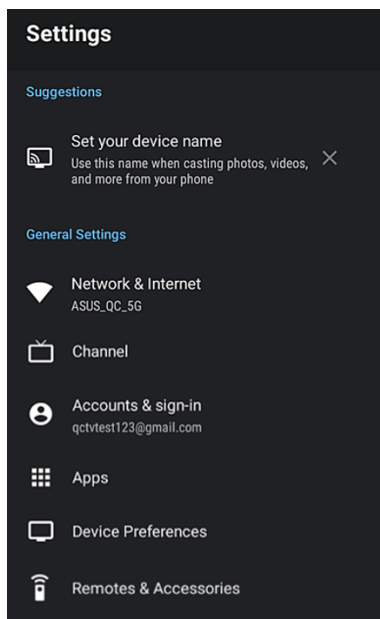 Settings
Suggestions
Set your device name
Use this name when casting photos, videos,
and more from your phone
General Settings
Network & Internet
ASUS_QC_5G
Channel
Accounts & sign-in
qctvtest123@gmail.com
Apps
Device Preferences
Remotes & Accessories